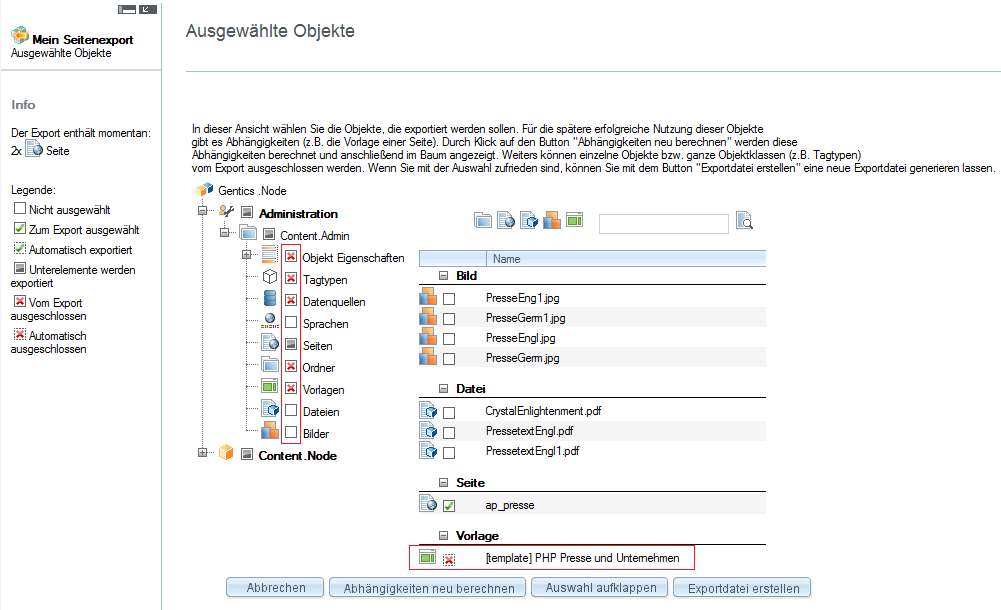 Mein Seitenexport
Ausgewählte Objekte
Info
Der Export enthält momentan:
2x Seite
Legende:
Nicht ausgewählt
Zum Export ausgewählt
Automatisch exportiert
Unterelemente werden
exportiert
Vom Export
ausgeschlossen
Automatisch
ausgeschlossen
Ausgewählte Objekte
In dieser Ansicht wählen Sie die Objekte, die exportiert werden sollen. Für die spätere erfolgreiche Nutzung dieser Objekte
gibt es Abhängigkeiten (z.B. die Vorlage einer Seite). Durch Klick auf den Button "Abhängigkeiten neu berechnen" werden diese
Abhängigkeiten berechnet und anschließend im Baum angezeigt. Weiters können einzelne Objekte bzw. ganze Objektklassen (z.B. Tagtypen)
vom Export ausgeschlossen werden. Wenn Sie mit der Auswahl zufrieden sind, können Sie mit dem Button "Exportdatei erstellen" eine neue Exportdatei generieren lassen.
Gentics .Node
Administration
Content.Admin
Objekt Eigenschaften
Tagtypen
Datenquellen
Sprachen
Seiten
Ordner
Vorlagen
Dateien
Bilder
Content.Node
Name
Bild
PresseEng1.jpg
PresseGerm1.jpg
PresseEngl.jpg
PresseGerm.jpg
Datei
CrystalEnlightenment.pdf
PressetextEngl.pdf
PressetextEngl1.pdf
Seite
ap_presse
Vorlage
[template] PHP Presse und Unternehmen
Abbrechen
Abhängigkeiten neu berechnen
Auswahl aufklappen
Exportdatei erstellen